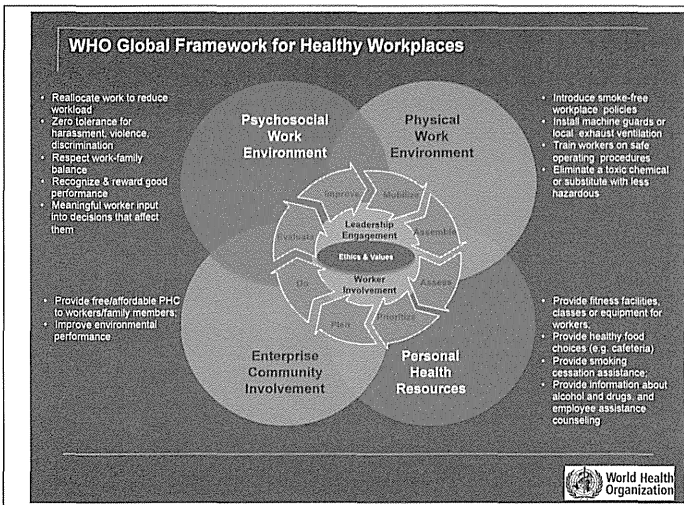 WHO Global Framework for Healthy Workplaces
• Reallocate work to reduce
workload
• Zero tolerance for
harassment, violence,
discrimination
• Respect work-family
balance
• Recognize & reward good
performance
• Meaningful worker input
into decisions that affect
them
Psychosocial
Work
Environment
Physical
Work
Environment
• Introduce smoke-free
workplace policies
• Install machine guards or
local exhaust ventilation
• Train workers on safe
operating procedures
• Eliminate a toxic chemical
or substitute with less
hazardous
Improve
Mobilize
Evaluate
Leadership
Engagement
Assemble
Ethics & Values
Do
Worker
Involvement
Assess
Plan
Prioritize
• Provide free/affordable PHC
to workers/family members;
• Improve environmental
performance
Enterprise
Community
Involvement
Personal
Health
Resources
• Provide fitness facilities,
classes or equipment for
workers;
• Provide healthy food
choices (e.g. cafeteria)
• Provide smoking
cessation assistance;
• Provide information about
alcohol and drugs, and
employee assistance
counseling
World Health
Organization